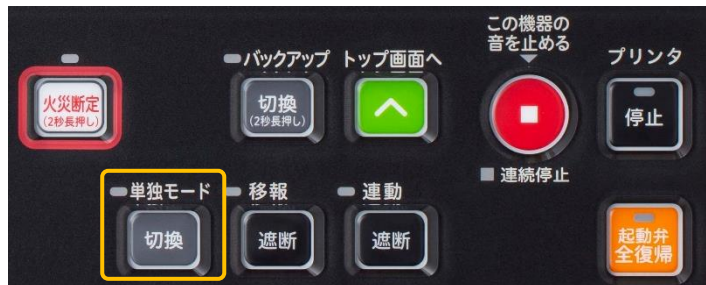 この機器の
音を止める
バックアップ
トップ画面へ
プリンタ
火災断定
(2秒長押し)
切換
(2秒長押し)
停止
連続停止
単独モード
移報
連動
切換
遮断
遮断
起動弁
全復帰